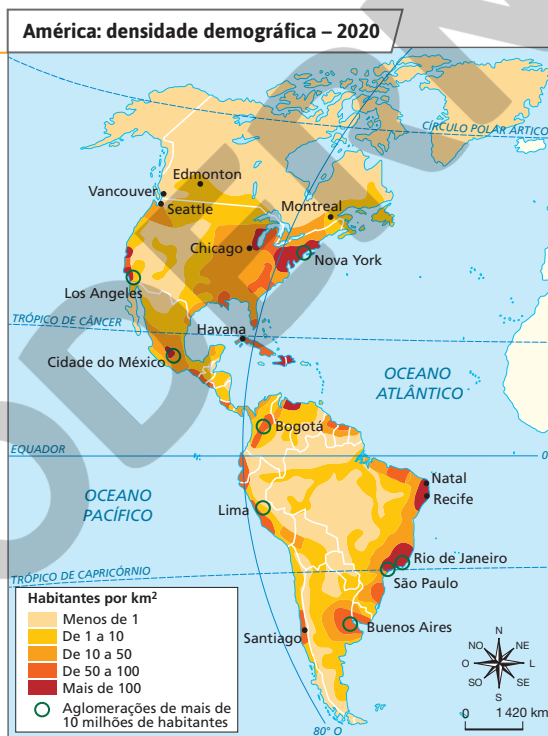 América: densidade demográfica – 2020
CÍRCULO POLAR ÁRTICO
Edmonton
Vancouver
Seattle
Montreal
Chicago
Nova York
Los Angeles
TRÓPICO DE CÂNCER
Havana
Cidade do México
OCEANO
ATLÂNTICO
Bogotá
EQUADOR
0
Natal
Recife
OCEANO
PACÍFICO
Lima
Rio de Janeiro
TRÓPICO DE CAPRICÓRNIO
São Paulo
Buenos Aires
Santiago
Habitantes por km²
Menos de 1
De 1 a 10
De 10 a 50
De 50 a 100
Mais de 100
Aglomerações de mais de
10 milhões de habitantes
N
NO NE
O L
SO SE
S
0 1 420 km
80° O